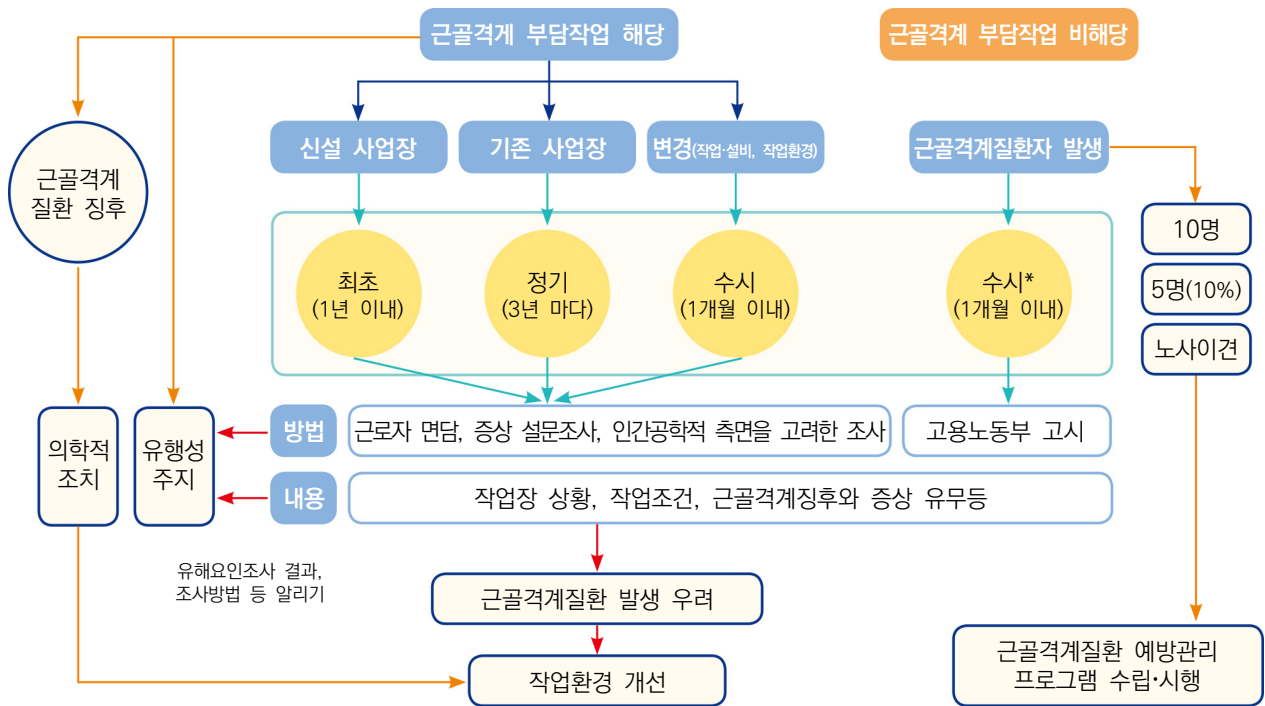 근골격게 부담작업 해당
근골격계 부담작업 비해당
신설 사업장
기존 사업장
변경(작업·설비, 작업환경)
근골격계질환자 발생
근골격계
질환 징후
10명
5명(10%)
노사이견
최초
(1년 이내)
정기
(3년 마다)
수시
(1개월 이내)
수시*
(1개월 이내)
의학적
조치
유행성
주지
방법
근로자 면담, 증상 설문조사, 인간공학적 측면을 고려한 조사
고용노동부 고시
내용
작업장 상황, 작업조건, 근골격계징후와 증상 유무등
유해요인조사 결과,
조사방법 등 알리기
근골격계질환 발생 우려
작업환경 개선
근골격계질환 예방관리
프로그램 수립·시행